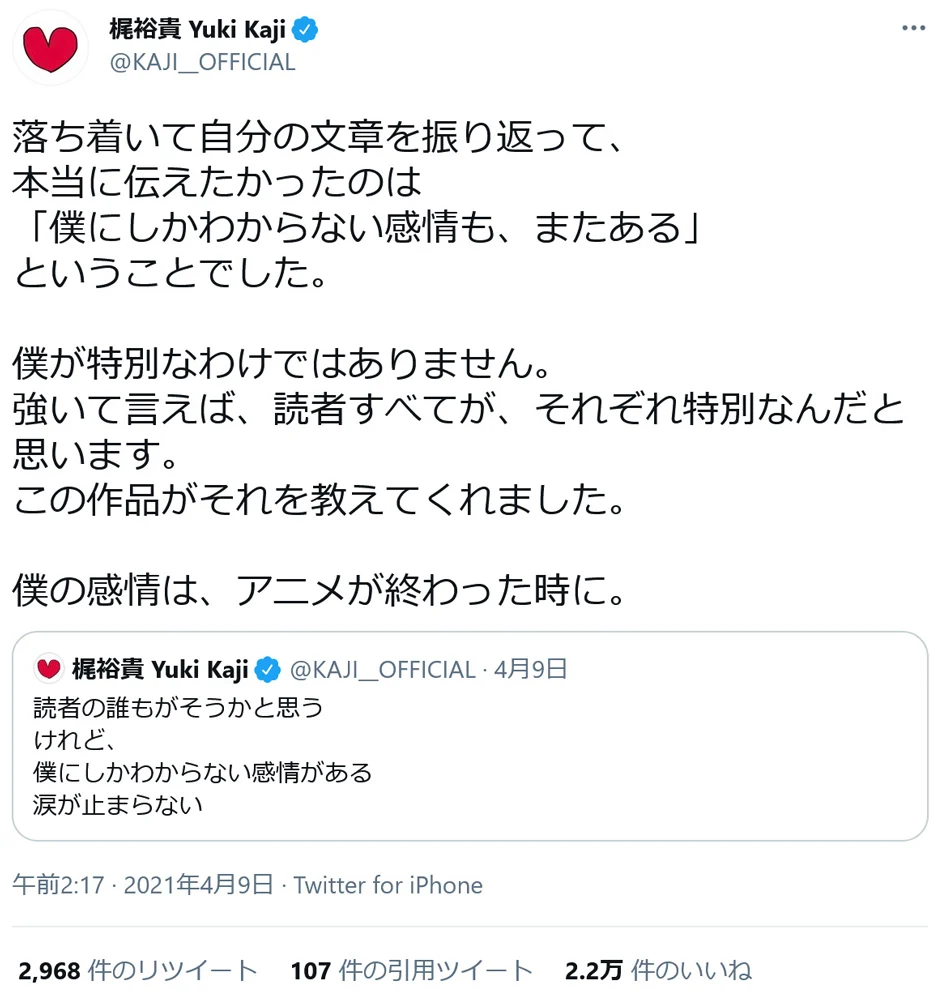 梶裕貴 Yuki Kaji
@KAJI__OFFICIAL
落ち着いて自分の文章を振り返って、
本当に伝えたかったのは
「僕にしかわからない感情も、またある」
ということでした。
僕が特別なわけではありません。
強いて言えば、読者すべてが、それぞれ特別なんだと
思います。
この作品がそれを教えてくれました。
僕の感情は、アニメが終わった時に。
梶裕貴 Yuki Kaji @KAJI__OFFICIAL · 4月9日
読者の誰もがそうかと思う
けれど、
僕にしかわからない感情がある
涙が止まらない
午前2:17 · 2021年4月9日 · Twitter for iPhone
2,968 件のリツイート 107 件の引用ツイート 2.2万 件のいいね